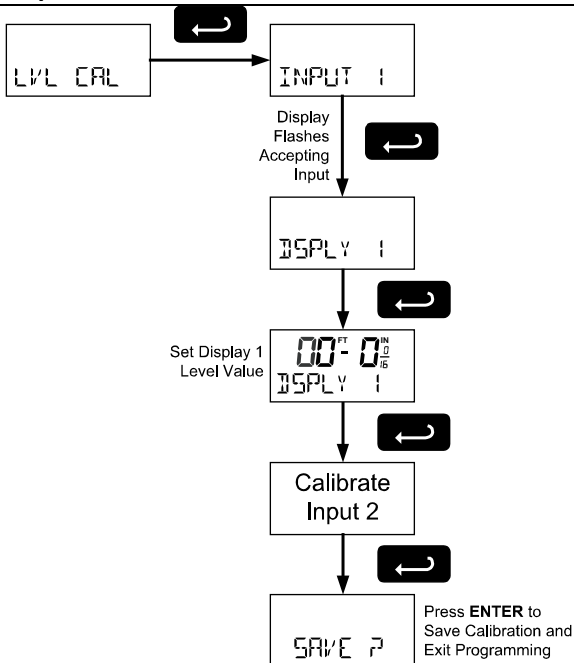 LVL CAL
INPUT 1
Display
Flashes
Accepting
Input
DSPLY 1
Set Display 1
Level Value
00 FT - 0 IN 0/16
DSPLY 1
Calibrate
Input 2
SAVE ?
Press ENTER to
Save Calibration and
Exit Programming